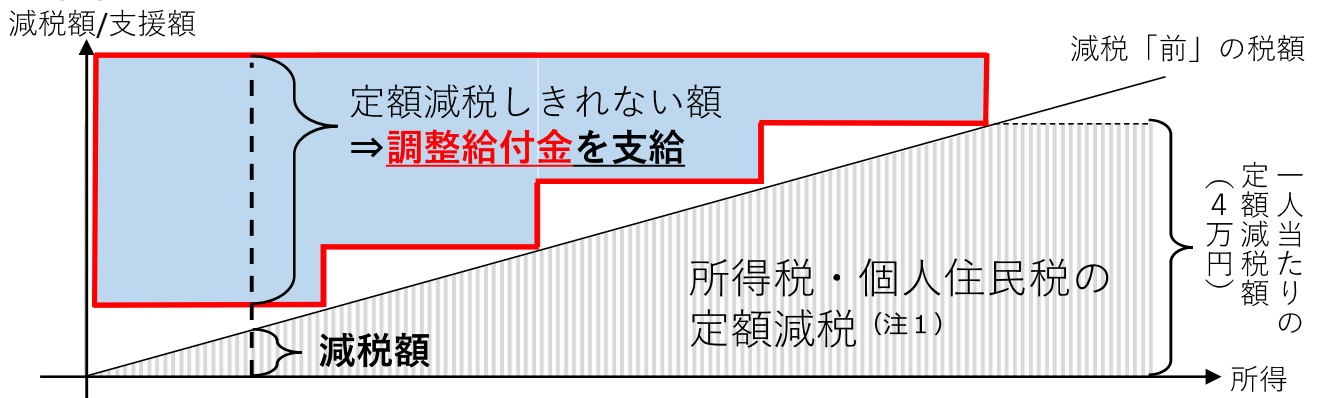 減税額/支援額
減税「前」の税額
定額減税しきれない額
⇒調整給付金を支給
一人当たりの
定額減税額
（４万円）
所得税・個人住民税の
定額減税（注１）
減税額
所得